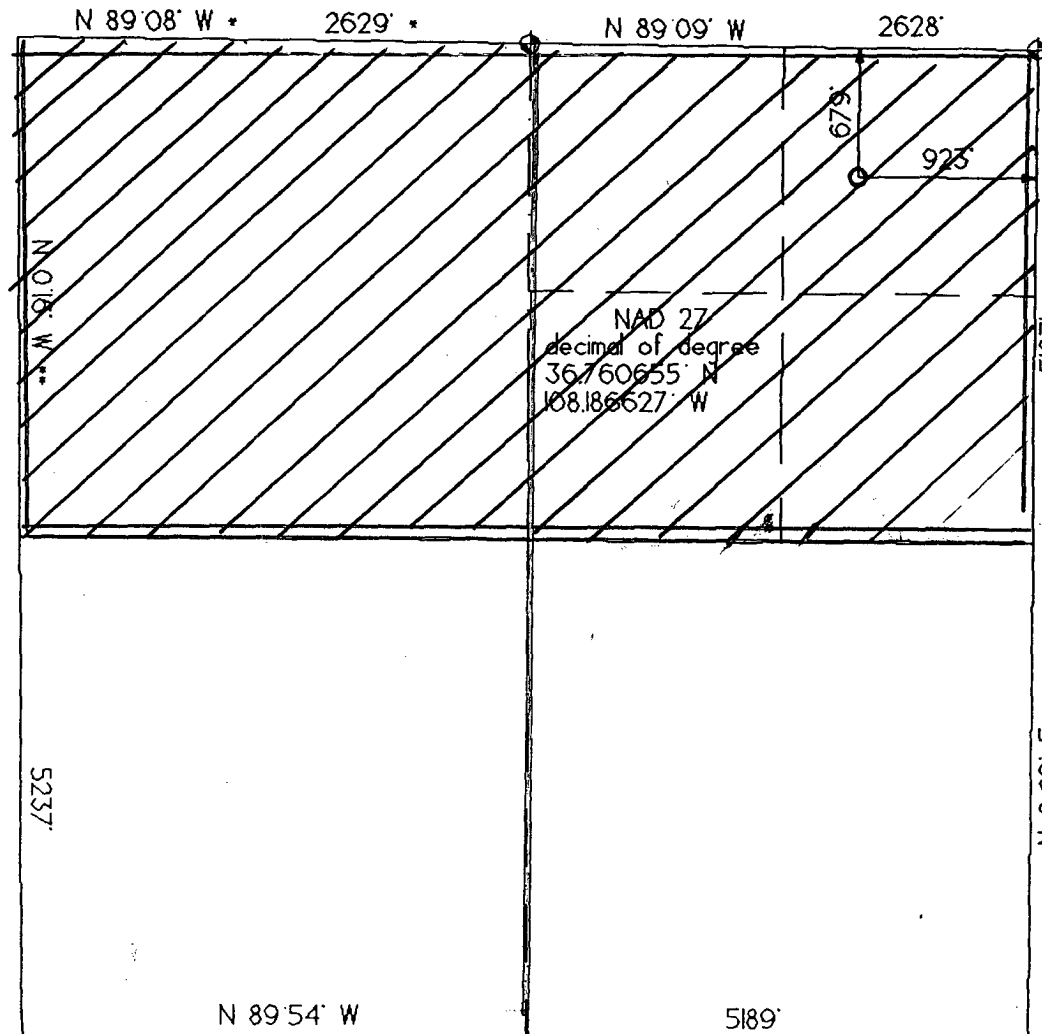 N 89°08' W *
2629' *
N 89°09' W
2628'
679'
923'
N 0°16' W **
NAD 27
decimal of degree
36.760655° N
108.186627° W
5237'
N 89°54' W
5189'